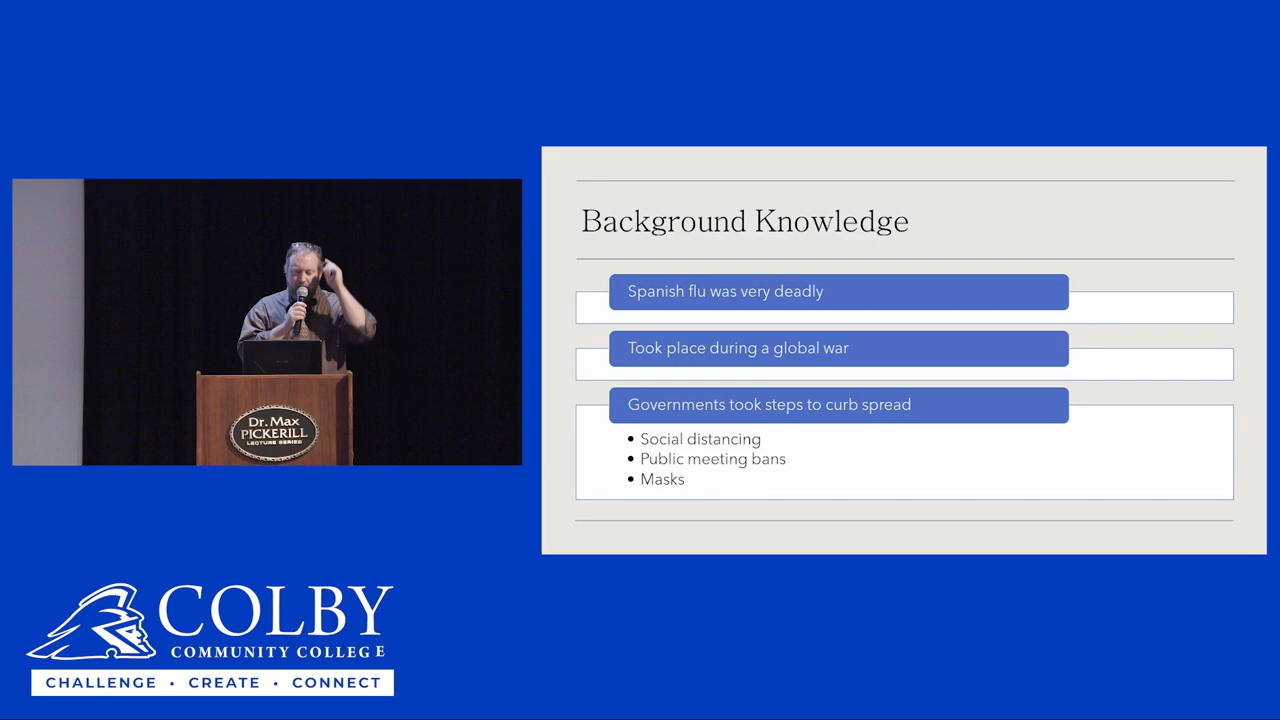 Background Knowledge
Spanish flu was very deadly
Took place during a global war
Governments took steps to curb spread
• Social distancing
• Public meeting bans
• Masks
Dr. Max
PICKERILL
LECTURE SERIES
COLBY
COMMUNITY COLLEGE
CHALLENGE • CREATE • CONNECT